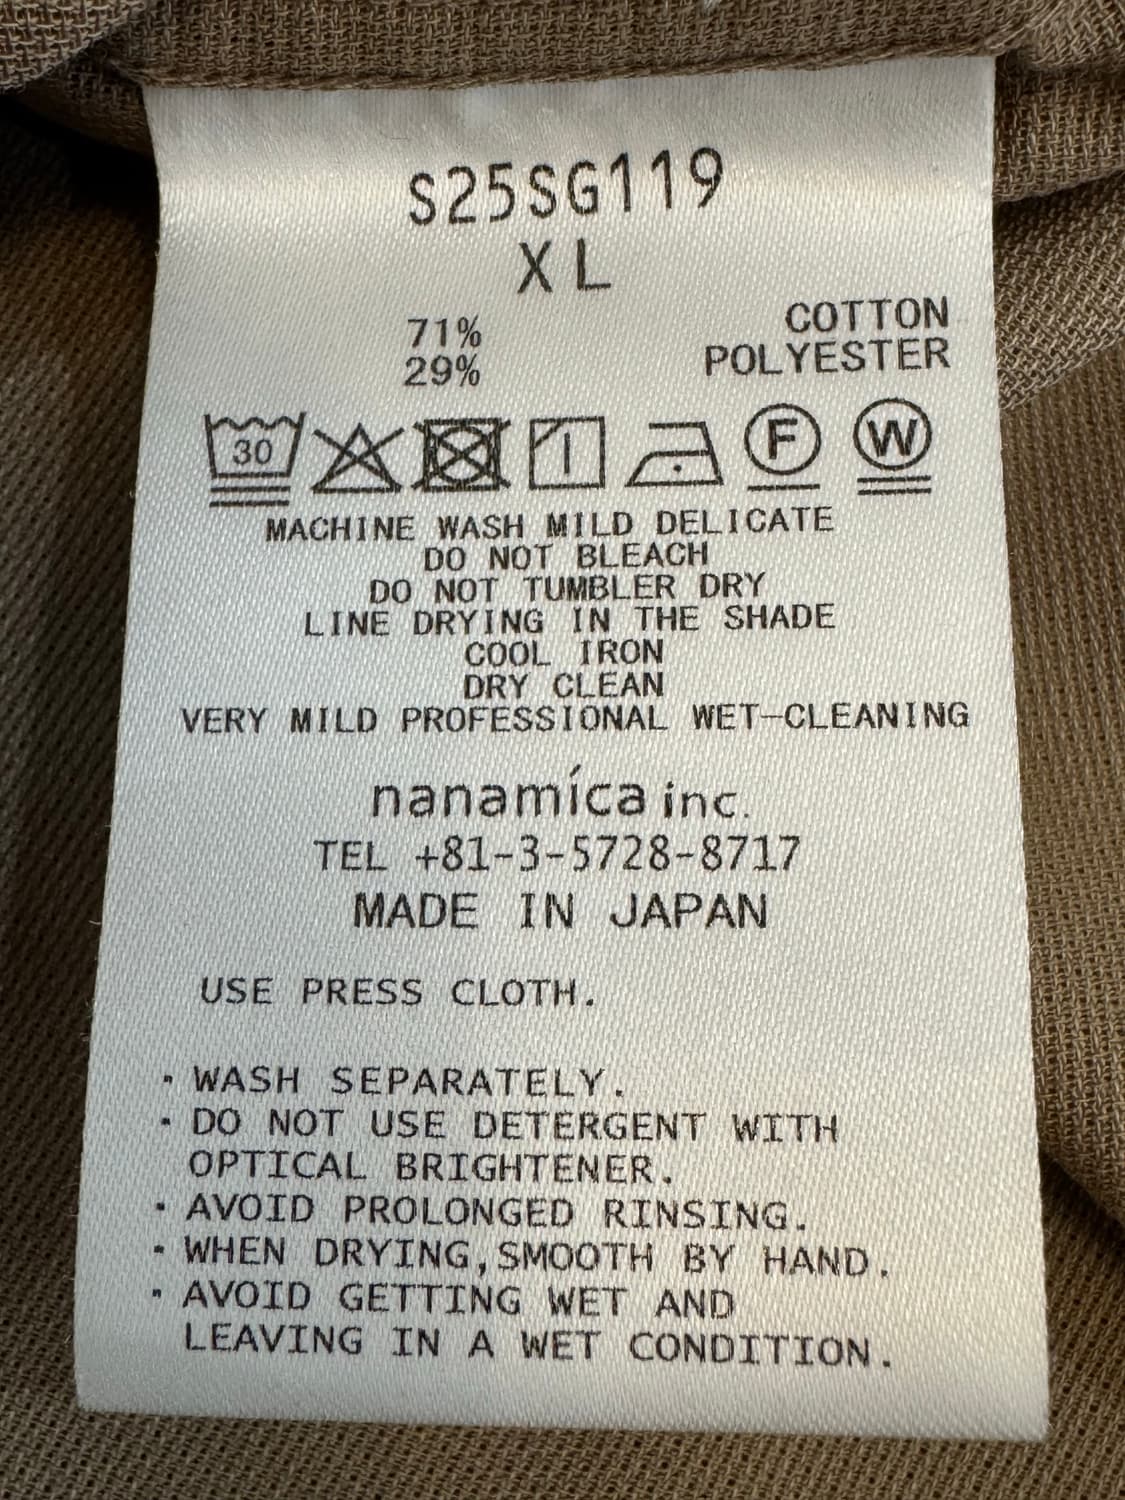 S25SG119
XL
71% COTTON
29% POLYESTER
30 F W
MACHINE WASH MILD DELICATE
DO NOT BLEACH
DO NOT TUMBLER DRY
LINE DRYING IN THE SHADE
COOL IRON
DRY CLEAN
VERY MILD PROFESSIONAL WET-CLEANING
nanamíca inc.
TEL +81-3-5728-8717
MADE IN JAPAN
USE PRESS CLOTH.
・WASH SEPARATELY.
・DO NOT USE DETERGENT WITH
OPTICAL BRIGHTENER.
・AVOID PROLONGED RINSING.
・WHEN DRYING,SMOOTH BY HAND.
・AVOID GETTING WET AND
LEAVING IN A WET CONDITION.